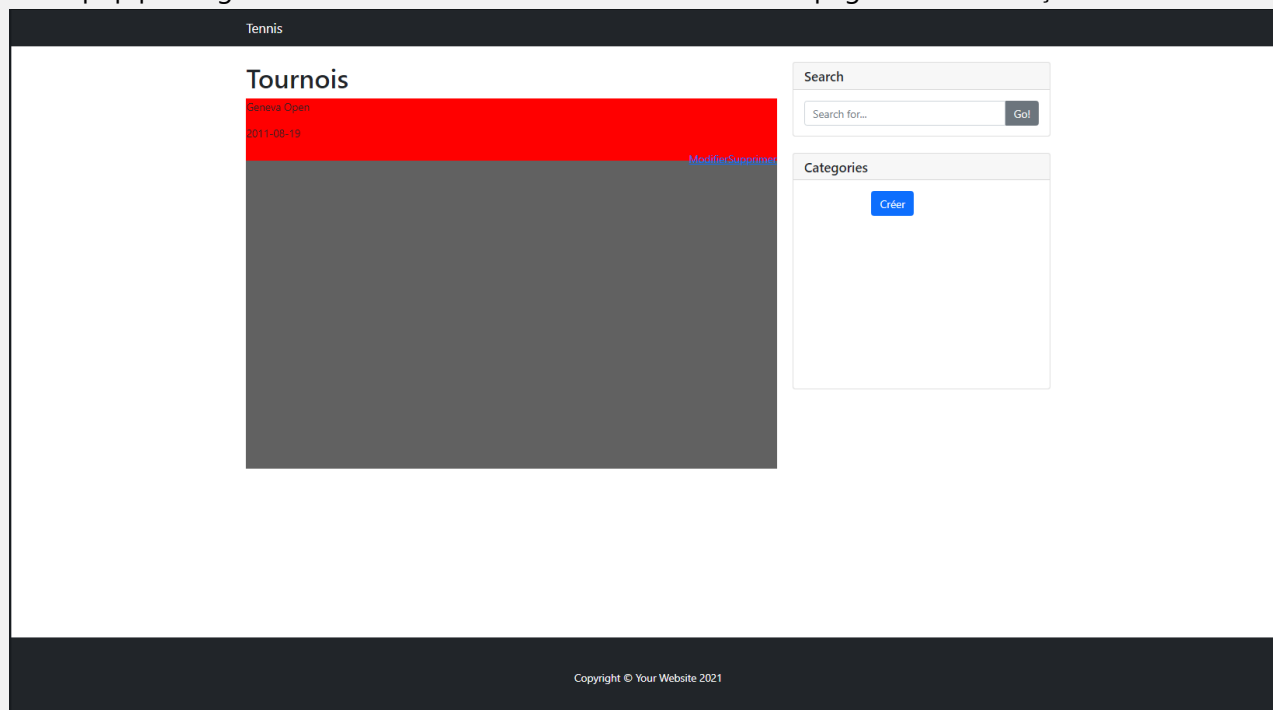 Tennis
Tournois
Geneva Open
2011-08-19
ModifierSupprimer
Search
Search for...
Go!
Categories
Créer
Copyright © Your Website 2021